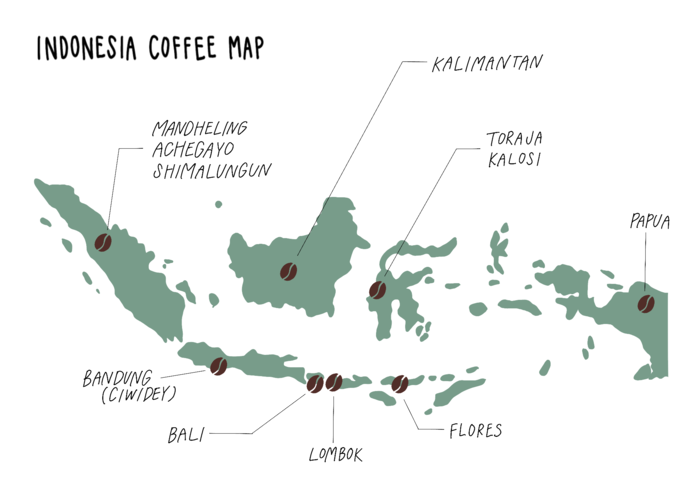 INDONESIA COFFEE MAP
KALIMANTAN
MANDHELING
ACHEGAYO
SHIMALUNGUN
TORAJA
KALOSI
PAPUA
BANDUNG
(CIWIDEY)
BALI
LOMBOK
FLORES